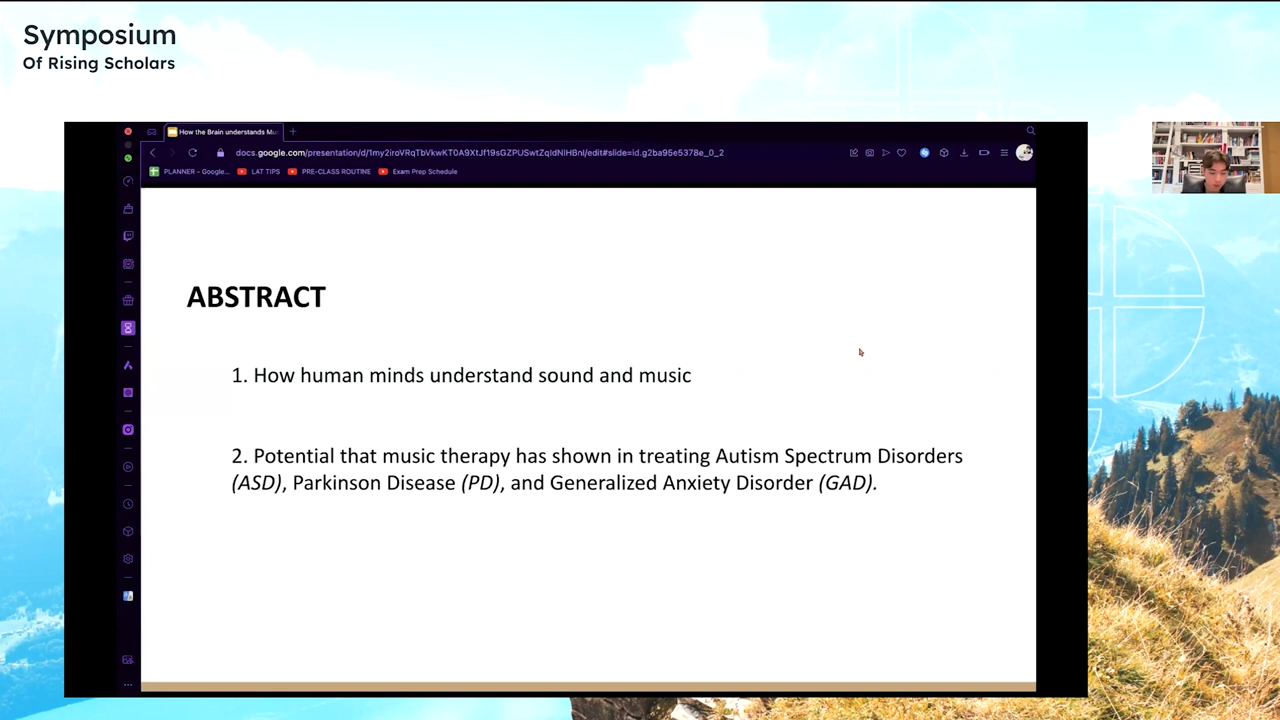 Symposium
Of Rising Scholars
How the Brain understands Mu
docs.google.com/presentation/d/1my2iroVRqTbVkwKT0A9XtJf19sGZPUSwtZqIdNIHBnI/edit#slide=id.g2ba95e5378e_0_2
PLANNER - Google... LAT TIPS PRE-CLASS ROUTINE Exam Prep Schedule
ABSTRACT
1. How human minds understand sound and music
2. Potential that music therapy has shown in treating Autism Spectrum Disorders
(ASD), Parkinson Disease (PD), and Generalized Anxiety Disorder (GAD).